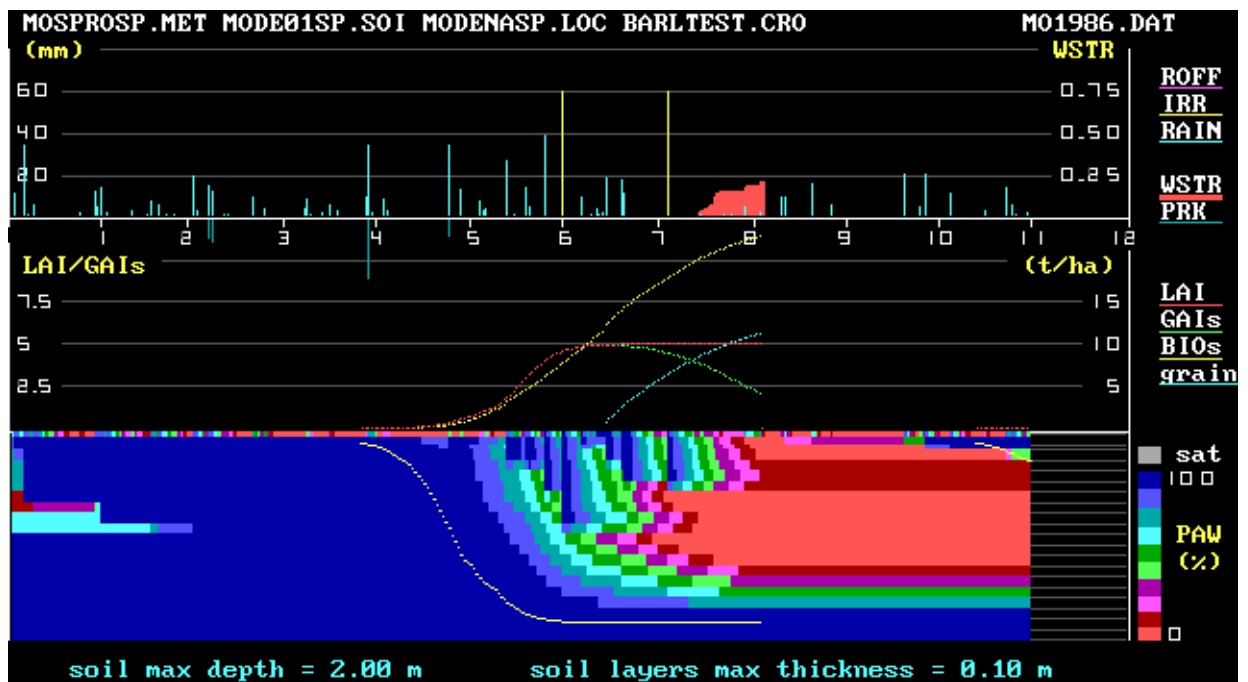 MOSPROSP.MET MODE01SP.SOI MODENASP.LOC BARLTEST.CRO MO1986.DAT
(mm) WSTR
60 0.75 ROFF
IRR
40 0.50 RAIN
20 0.25 WSTR
PRK
1 2 3 4 5 6 7 8 9 10 11 12
LAI/GAIs (t/ha)
7.5 15 LAI
GAIs
5 10 BIOs
2.5 5 grain
sat
100
PAW
(%)
0
soil max depth = 2.00 m soil layers max thickness = 0.10 m